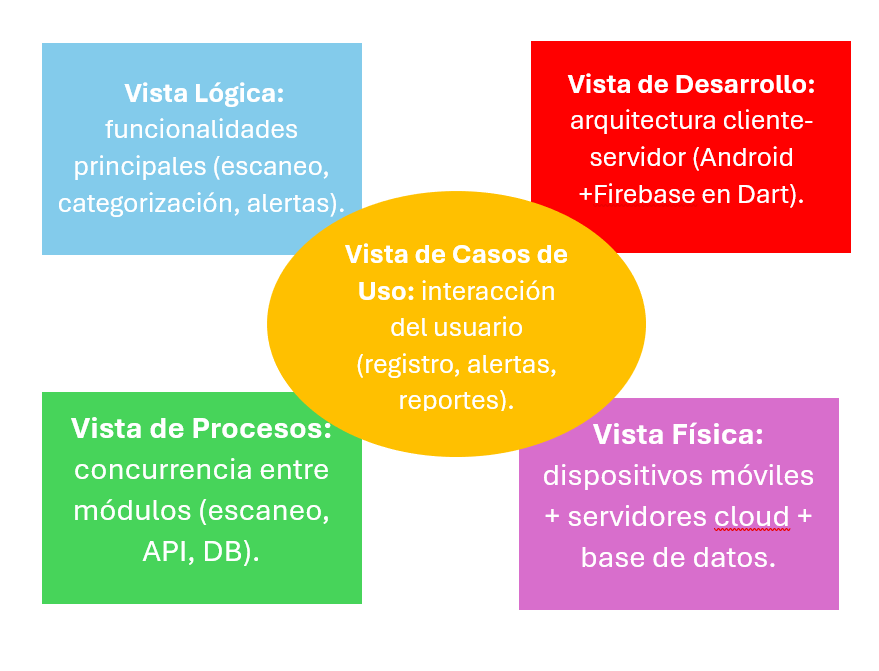 Vista Lógica:
funcionalidades
principales (escaneo,
categorización, alertas).
Vista de Desarrollo:
arquitectura cliente-
servidor (Android
+Firebase en Dart).
Vista de Casos de
Uso: interacción
del usuario
(registro, alertas,
reportes).
Vista de Procesos:
concurrencia entre
módulos (escaneo,
API, DB).
Vista Física:
dispositivos móviles
+ servidores cloud +
base de datos.